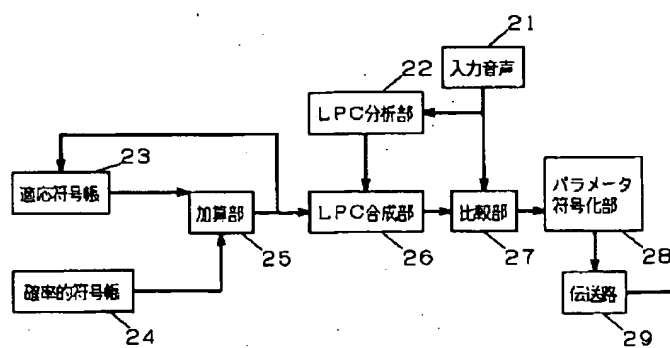 21
入力音声
22
LPC分析部
23
適応符号帳
加算部
25
LPC合成部
26
比較部
27
パラメータ
符号化部
28
確率的符号帳
24
伝送路
29